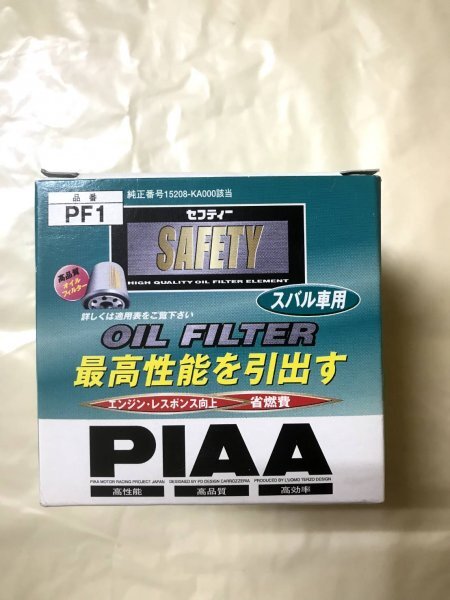 品番
PF1
純正番号15208-KA000該当
セフティー
SAFETY
HIGH QUALITY OIL FILTER ELEMENT
高品質
オイル
フィルター
スバル車用
詳しくは適用表をご覧下さい
OIL FILTER
最高性能を引出す
エンジン・レスポンス向上
省燃費
PIAA
PIAA MOTOR RACING PROJECT JAPAN
DESIGNED BY PD DESIGN CARROZZERIA
PRODUCED BY L'UOMO TERZO DESIGN
高性能
高品質
高効率